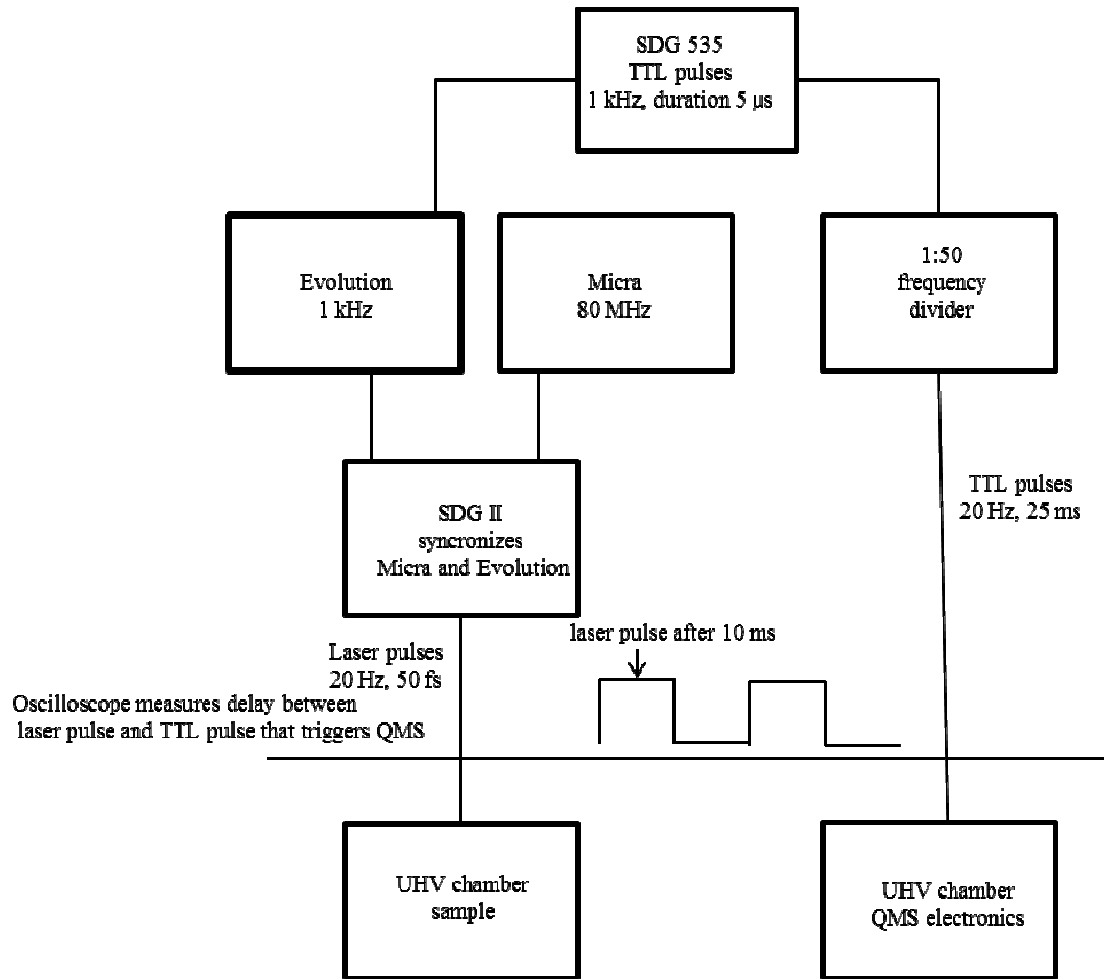 SDG 535
TTL pulses
1 kHz, duration 5 μs
Evolution
1 kHz
Micra
80 MHz
1:50
frequency
divider
SDG II
syncronizes
Micra and Evolution
TTL pulses
20 Hz, 25 ms
laser pulse after 10 ms
Laser pulses
20 Hz, 50 fs
Oscilloscope measures delay between
laser pulse and TTL pulse that triggers QMS
UHV chamber
sample
UHV chamber
QMS electronics